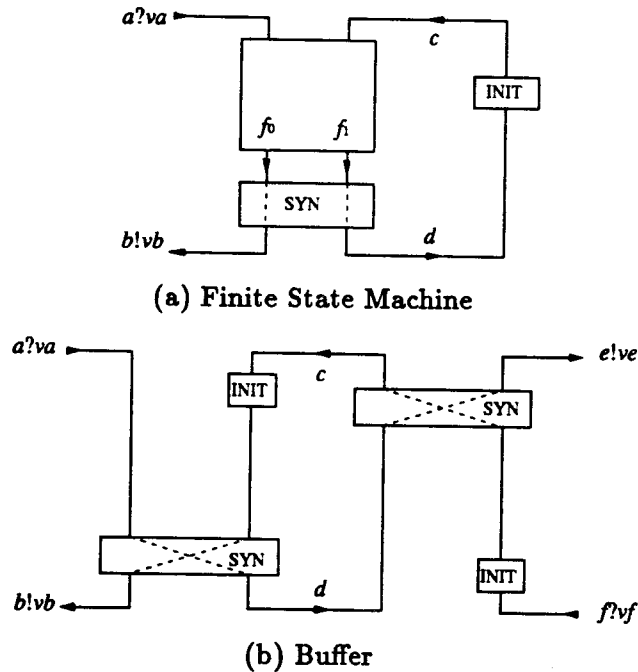 a?va
c
INIT
f0 f1
SYN
b!vb
d
(a) Finite State Machine
a?va
c
e!ve
INIT
SYN
SYN
INIT
b!vb
d
f?vf
(b) Buffer